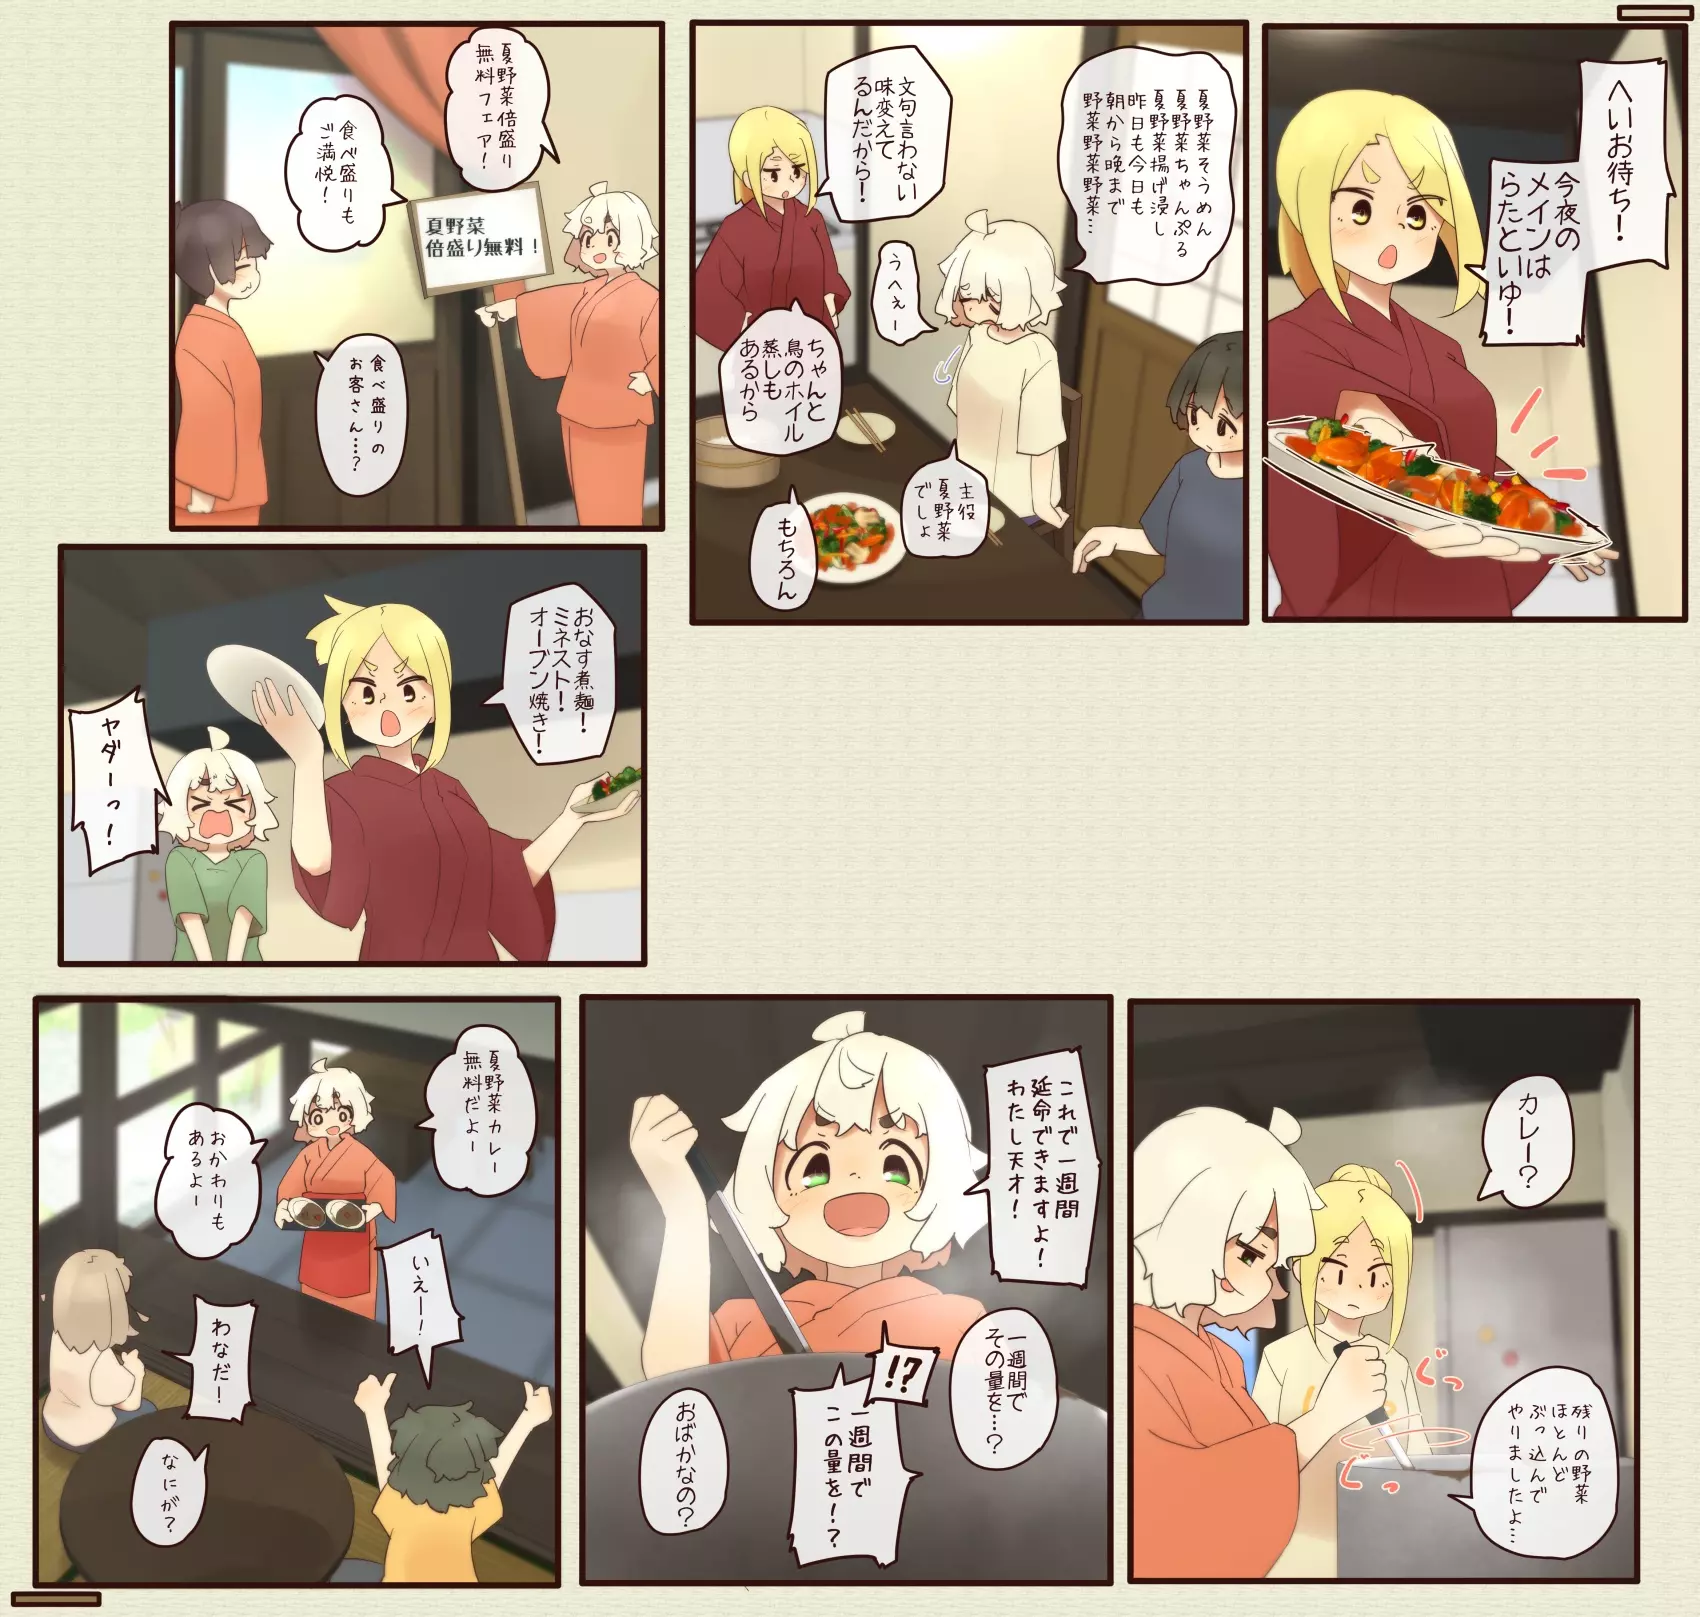 へいお待ち！
今夜の
メインは
らたといゆ！
夏野菜そうめん
夏野菜ちゃんぷる
夏野菜揚げ浸し
昨日も今日も
朝から晩まで
野菜野菜野菜…
文句言わない
味変えて
るんだから！
うへぇー
ちゃんと
鳥のホイル
蒸しも
あるから
主役
夏野菜
でしょ
もちろん
夏野菜倍盛り
無料フェア！
食べ盛りも
ご満悦！
夏野菜
倍盛り無料！
食べ盛りの
お客さん…？
おなす煮麺！
ミネスト！
オーブン焼き！
ヤダーっ！
カレー？
ぐっ
ぐっ
残りの野菜
ほとんど
ぶっ込んで
やりましたよ…
これで一週間
延命できますよ！
わたし天才！
一週間で
その量を…？
!?
一週間で
この量を！？
おばかなの？
夏野菜カレー
無料だよー
おかわりも
あるよー
いえー！
わなだ！
なにが？